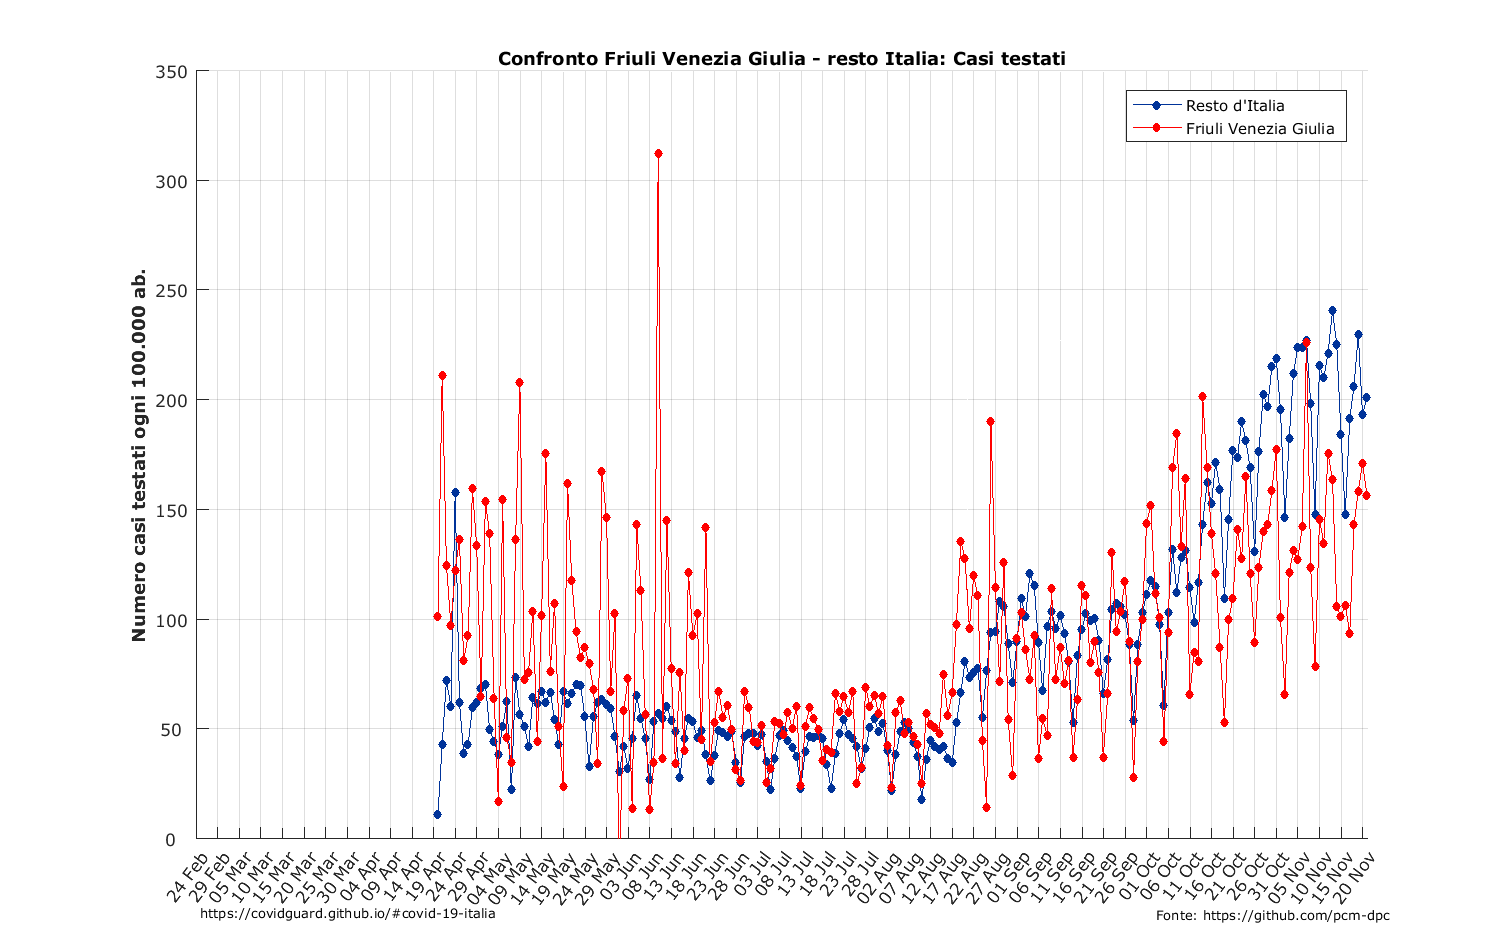 Confronto Friuli Venezia Giulia - resto Italia: Casi testati
Resto d'Italia
Friuli Venezia Giulia
Numero casi testati ogni 100.000 ab.
350
300
250
200
150
100
50
0
24 Feb
29 Feb
05 Mar
10 Mar
15 Mar
20 Mar
25 Mar
30 Mar
04 Apr
09 Apr
14 Apr
19 Apr
24 Apr
29 Apr
04 May
09 May
14 May
19 May
24 May
29 May
03 Jun
08 Jun
13 Jun
18 Jun
23 Jun
28 Jun
03 Jul
08 Jul
13 Jul
18 Jul
23 Jul
28 Jul
02 Aug
07 Aug
12 Aug
17 Aug
22 Aug
27 Aug
01 Sep
06 Sep
11 Sep
16 Sep
21 Sep
26 Sep
01 Oct
06 Oct
11 Oct
16 Oct
21 Oct
26 Oct
31 Oct
05 Nov
10 Nov
15 Nov
20 Nov
https://covidguard.github.io/#covid-19-italia
Fonte: https://github.com/pcm-dpc